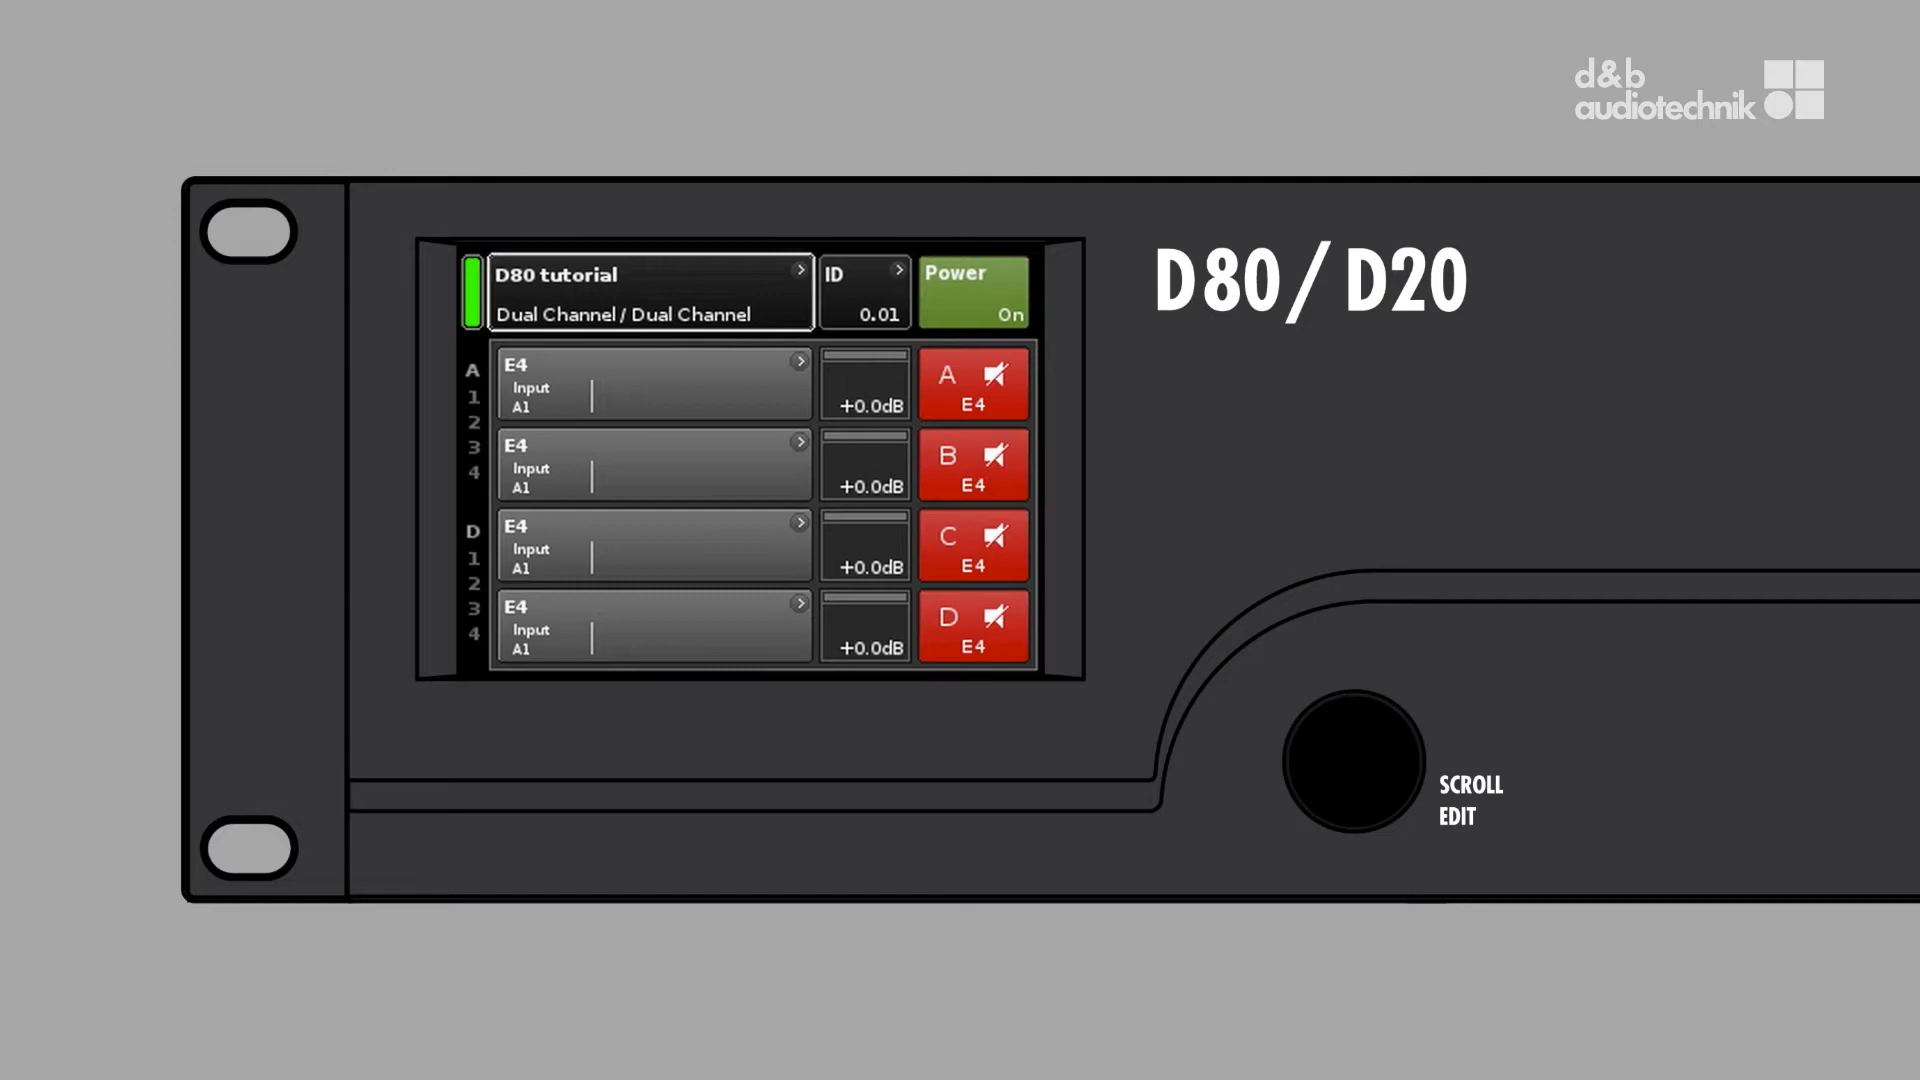 d&b
audiotechnik
D80 tutorial
Dual Channel / Dual Channel
ID
0.01
Power
On
D80/D20
A
1
2
3
4
D
1
2
3
4
E4
Input
A1
+0.0dB
A
E4
E4
Input
A1
+0.0dB
B
E4
E4
Input
A1
+0.0dB
C
E4
E4
Input
A1
+0.0dB
D
E4
SCROLL
EDIT